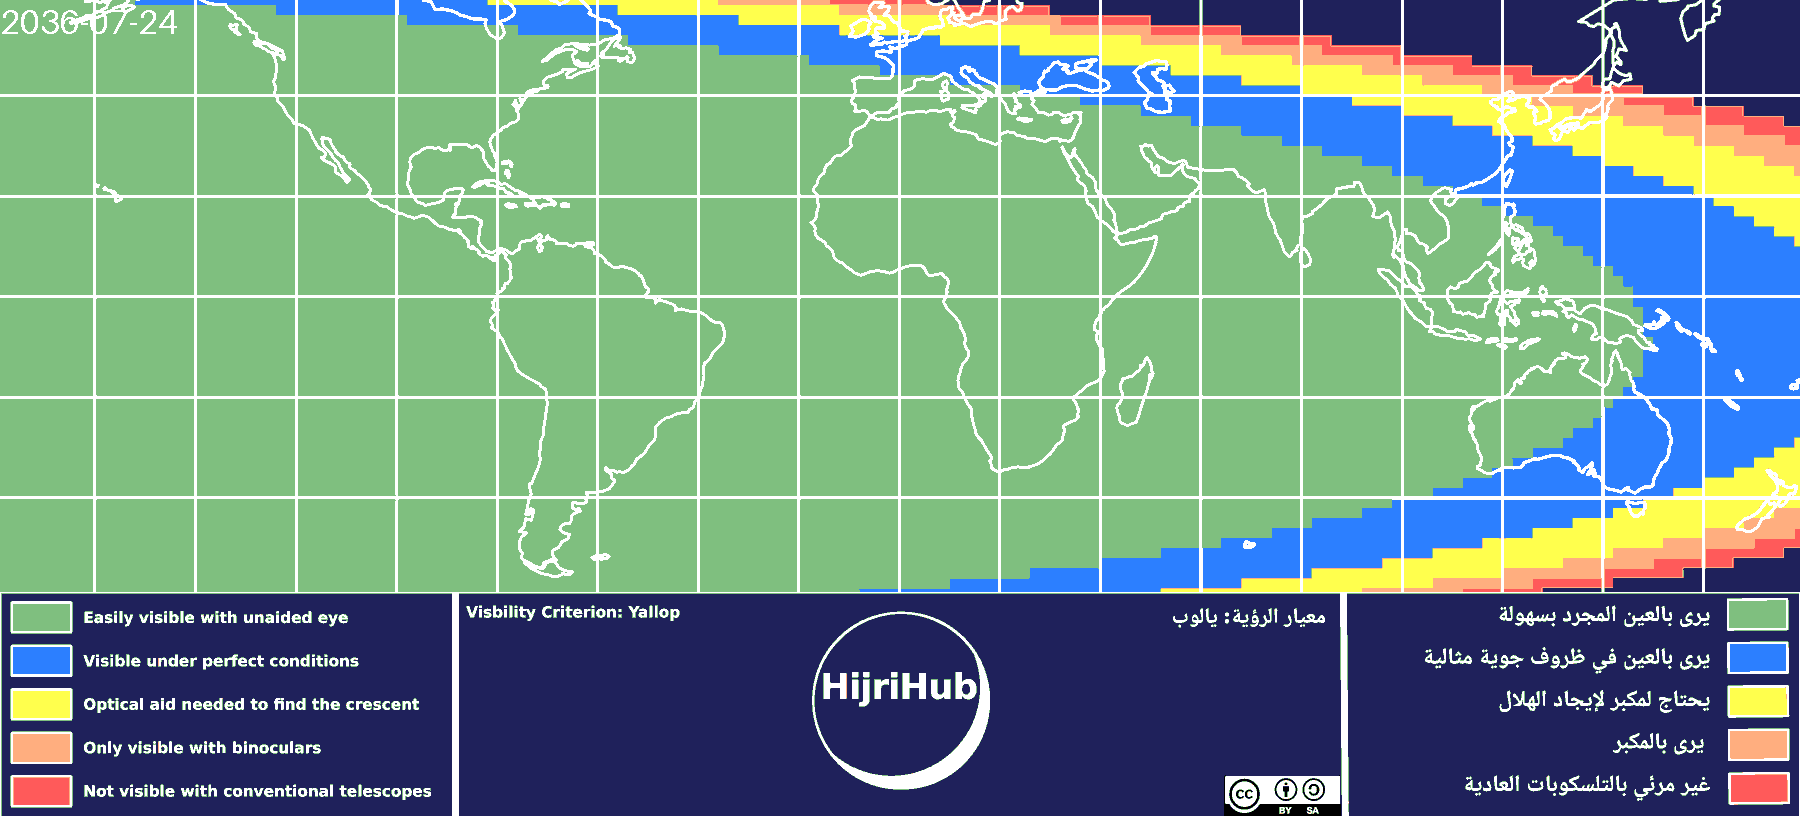 2036-07-24
Easily visible with unaided eye
Visible under perfect conditions
Optical aid needed to find the crescent
Only visible with binoculars
Not visible with conventional telescopes
Visbility Criterion: Yallop
معيار الرؤية: يالوب
HijriHub
cc
BY SA
يرى بالعين المجرد بسهولة
يرى بالعين في ظروف جوية مثالية
يحتاج لمكبر لإيجاد الهلال
يرى بالمكبر
غير مرئي بالتلسكوبات العادية